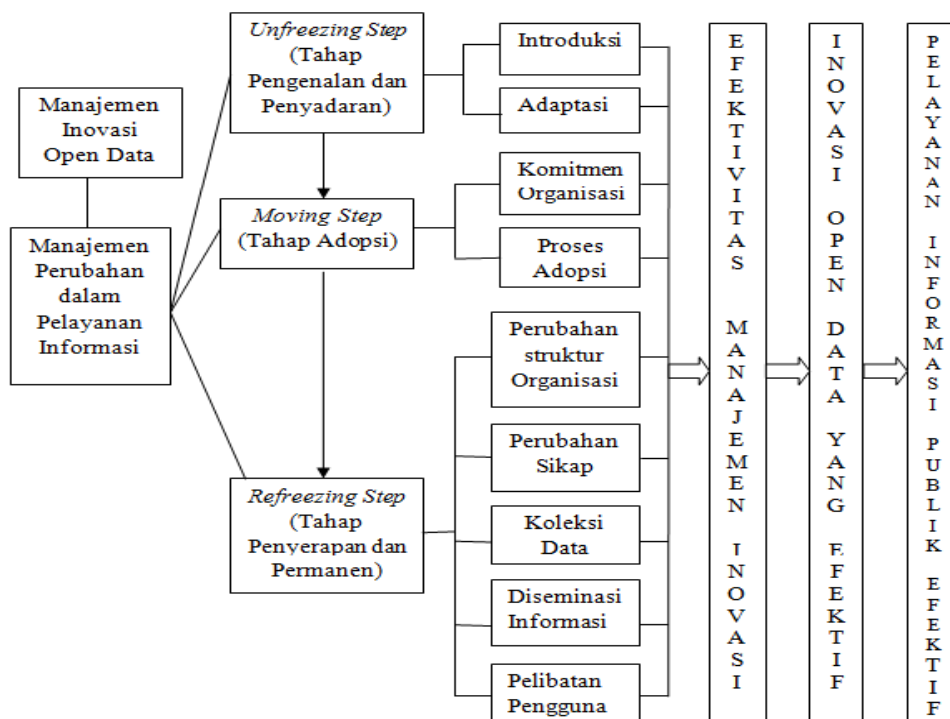 Manajemen
Inovasi
Open Data
Manajemen
Perubahan
dalam
Pelayanan
Informasi
Unfreezing Step
(Tahap
Pengenalan dan
Penyadaran)
Moving Step
(Tahap Adopsi)
Refreezing Step
(Tahap
Penyerapan dan
Permanen)
Introduksi
Adaptasi
Komitmen
Organisasi
Proses
Adopsi
Perubahan
struktur
Organisasi
Perubahan
Sikap
Koleksi
Data
Diseminasi
Informasi
Pelibatan
Pengguna
EFEKTIVITAS MANAJEMEN INOVASI
INOVASI OPEN DATA YANG EFEKTIF
PELAYANAN INFORMASI PUBLIK EFEKTIF